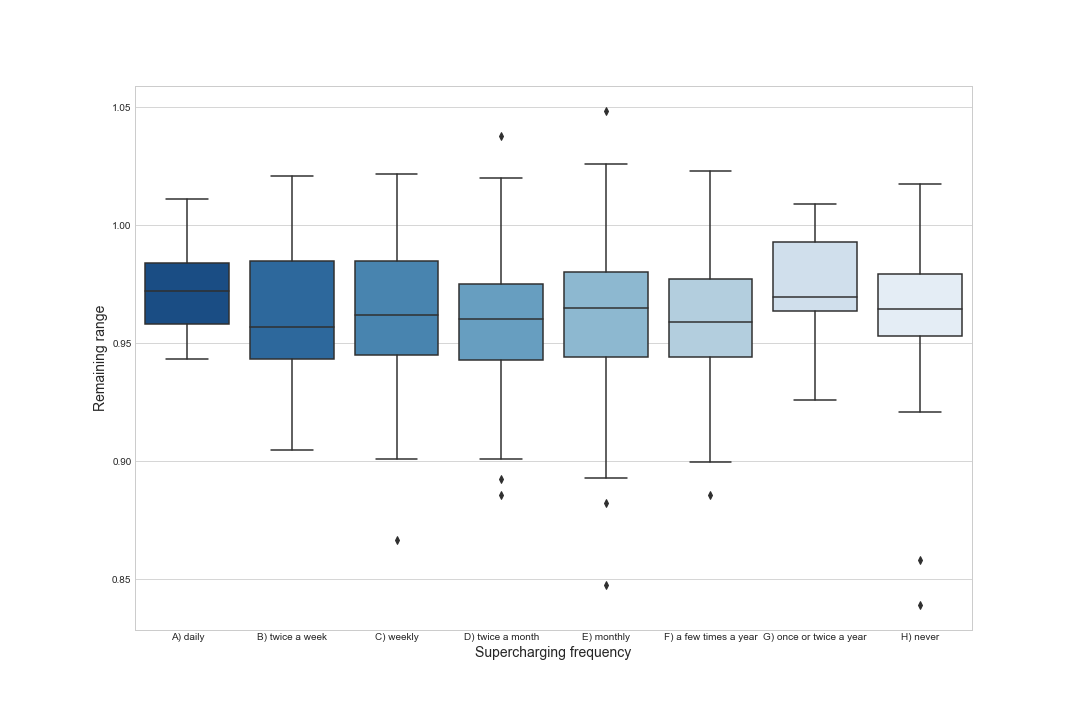 1.05
1.00
0.95
0.90
0.85
Remaining range
A) daily
B) twice a week
C) weekly
D) twice a month
E) monthly
F) a few times a year
G) once or twice a year
H) never
Supercharging frequency